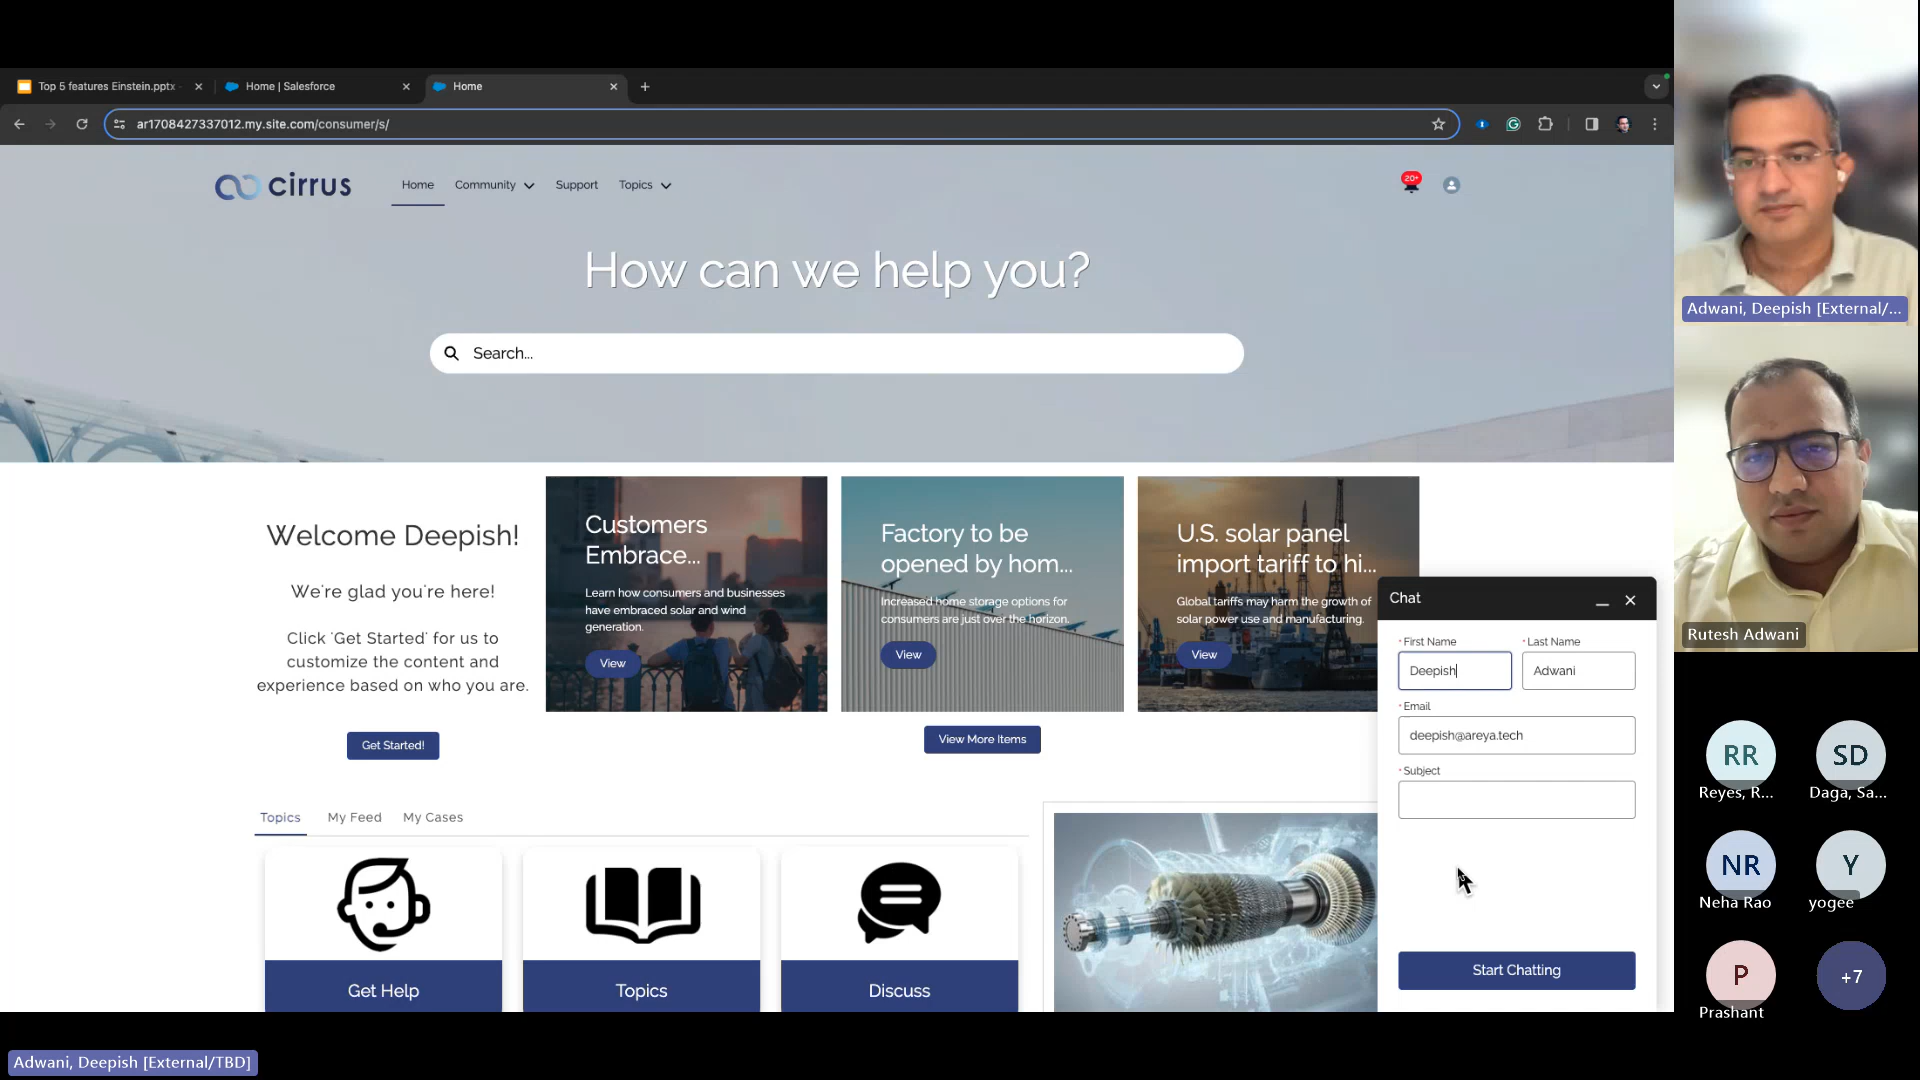 Top 5 features Einstein.pptx
Home | Salesforce
Home
ar1708427337012.my.site.com/consumer/s/
cirrus
Home
Community
Support
Topics
20+
How can we help you?
Search...
Welcome Deepish!
We're glad you're here!
Click 'Get Started' for us to
customize the content and
experience based on who you are.
Get Started!
Customers
Embrace...
Learn how consumers and businesses
have embraced solar and wind
generation.
View
Factory to be
opened by hom...
Increased home storage options for
consumers are just over the horizon.
View
U.S. solar panel
import tariff to hi...
Global tariffs may harm the growth of
solar power use and manufacturing.
View
View More Items
Topics
My Feed
My Cases
Get Help
Topics
Discuss
Chat
* First Name
* Last Name
Deepish
Adwani
* Email
deepish@areya.tech
* Subject
Start Chatting
Adwani, Deepish [External/...
Rutesh Adwani
RR
Reyes, R...
SD
Daga, Sa...
NR
Neha Rao
Y
yogee
P
Prashant
+7
Adwani, Deepish [External/TBD]